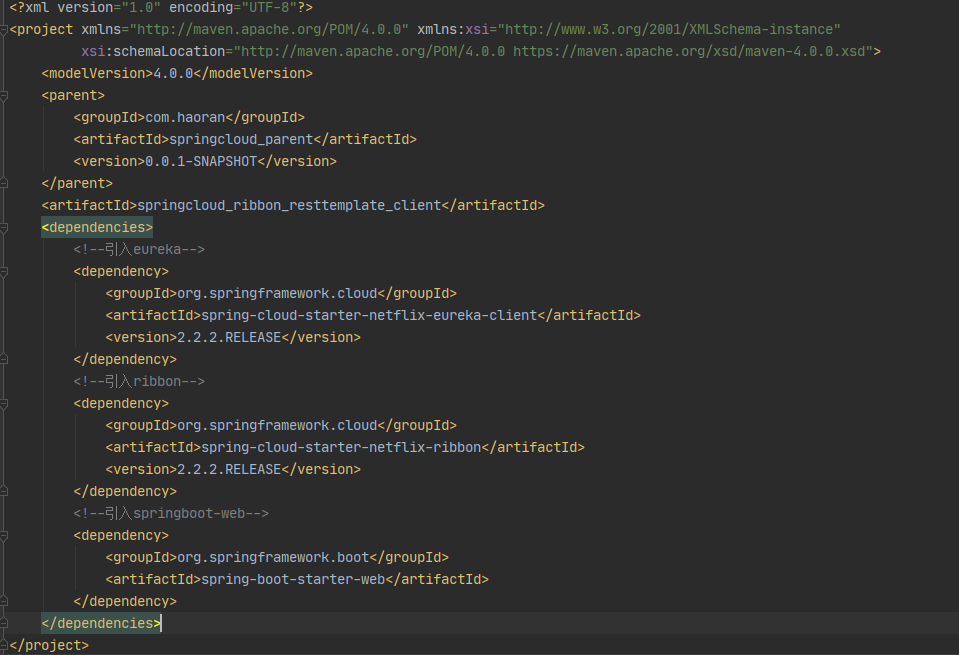 <?xml version="1.0" encoding="UTF-8"?>
<project xmlns="http://maven.apache.org/POM/4.0.0" xmlns:xsi="http://www.w3.org/2001/XMLSchema-instance"
         xsi:schemaLocation="http://maven.apache.org/POM/4.0.0 https://maven.apache.org/xsd/maven-4.0.0.xsd">
    <modelVersion>4.0.0</modelVersion>
    <parent>
        <groupId>com.haoran</groupId>
        <artifactId>springcloud_parent</artifactId>
        <version>0.0.1-SNAPSHOT</version>
    </parent>
    <artifactId>springcloud_ribbon_resttemplate_client</artifactId>
    <dependencies>
        <!--引入eureka-->
        <dependency>
            <groupId>org.springframework.cloud</groupId>
            <artifactId>spring-cloud-starter-netflix-eureka-client</artifactId>
            <version>2.2.2.RELEASE</version>
        </dependency>
        <!--引入ribbon-->
        <dependency>
            <groupId>org.springframework.cloud</groupId>
            <artifactId>spring-cloud-starter-netflix-ribbon</artifactId>
            <version>2.2.2.RELEASE</version>
        </dependency>
        <!--引入springboot-web-->
        <dependency>
            <groupId>org.springframework.boot</groupId>
            <artifactId>spring-boot-starter-web</artifactId>
        </dependency>
    </dependencies>
</project>